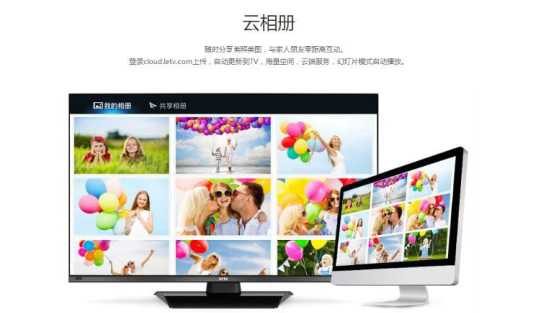 云相册
随时分享美照美图，与家人朋友零距离互动。
登录cloud.letv.com上传，自动更新到TV，海量空间，云端服务，幻灯片模式自动播放。
我的相册 共享相册